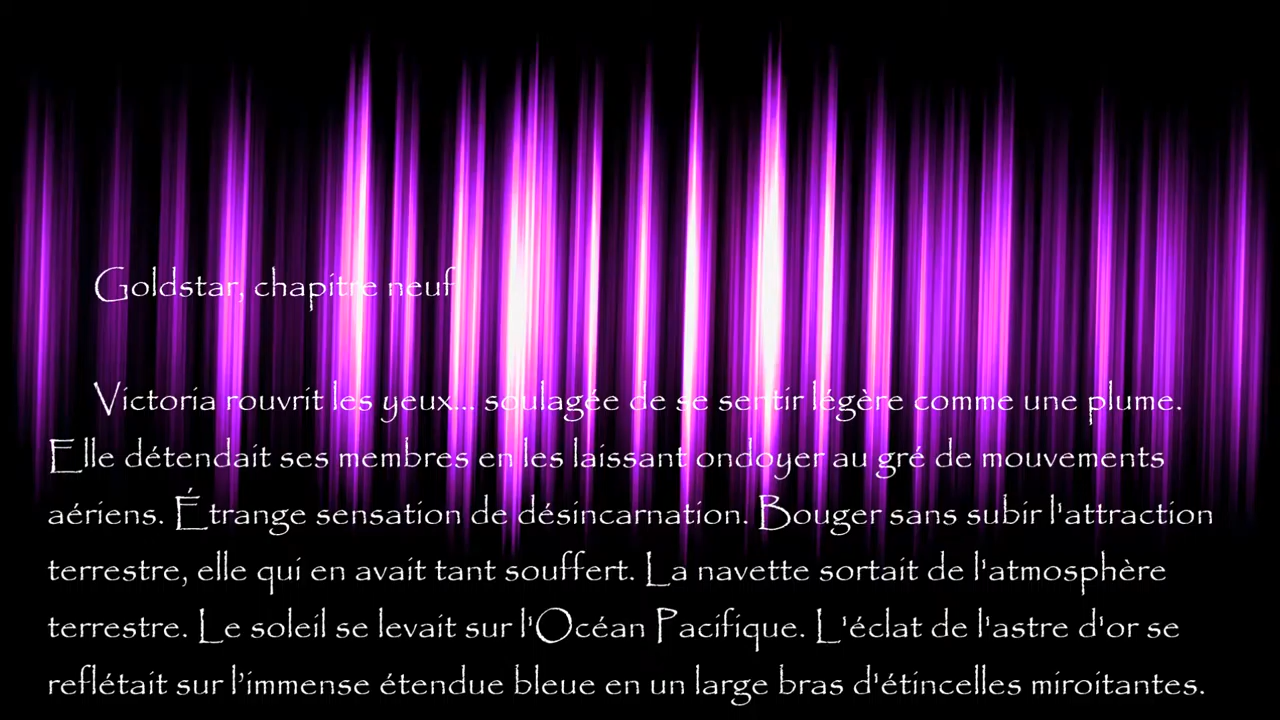 Goldstar, chapitre neuf
Victoria rouvrit les yeux... soulagée de se sentir légère comme une plume.
Elle détendait ses membres en les laissant ondoyer au gré de mouvements
aériens. Étrange sensation de désincarnation. Bouger sans subir l'attraction
terrestre, elle qui en avait tant souffert. La navette sortait de l'atmosphère
terrestre. Le soleil se levait sur l'Océan Pacifique. L'éclat de l'astre d'or se
reflétait sur l’immense étendue bleue en un large bras d'étincelles miroitantes.